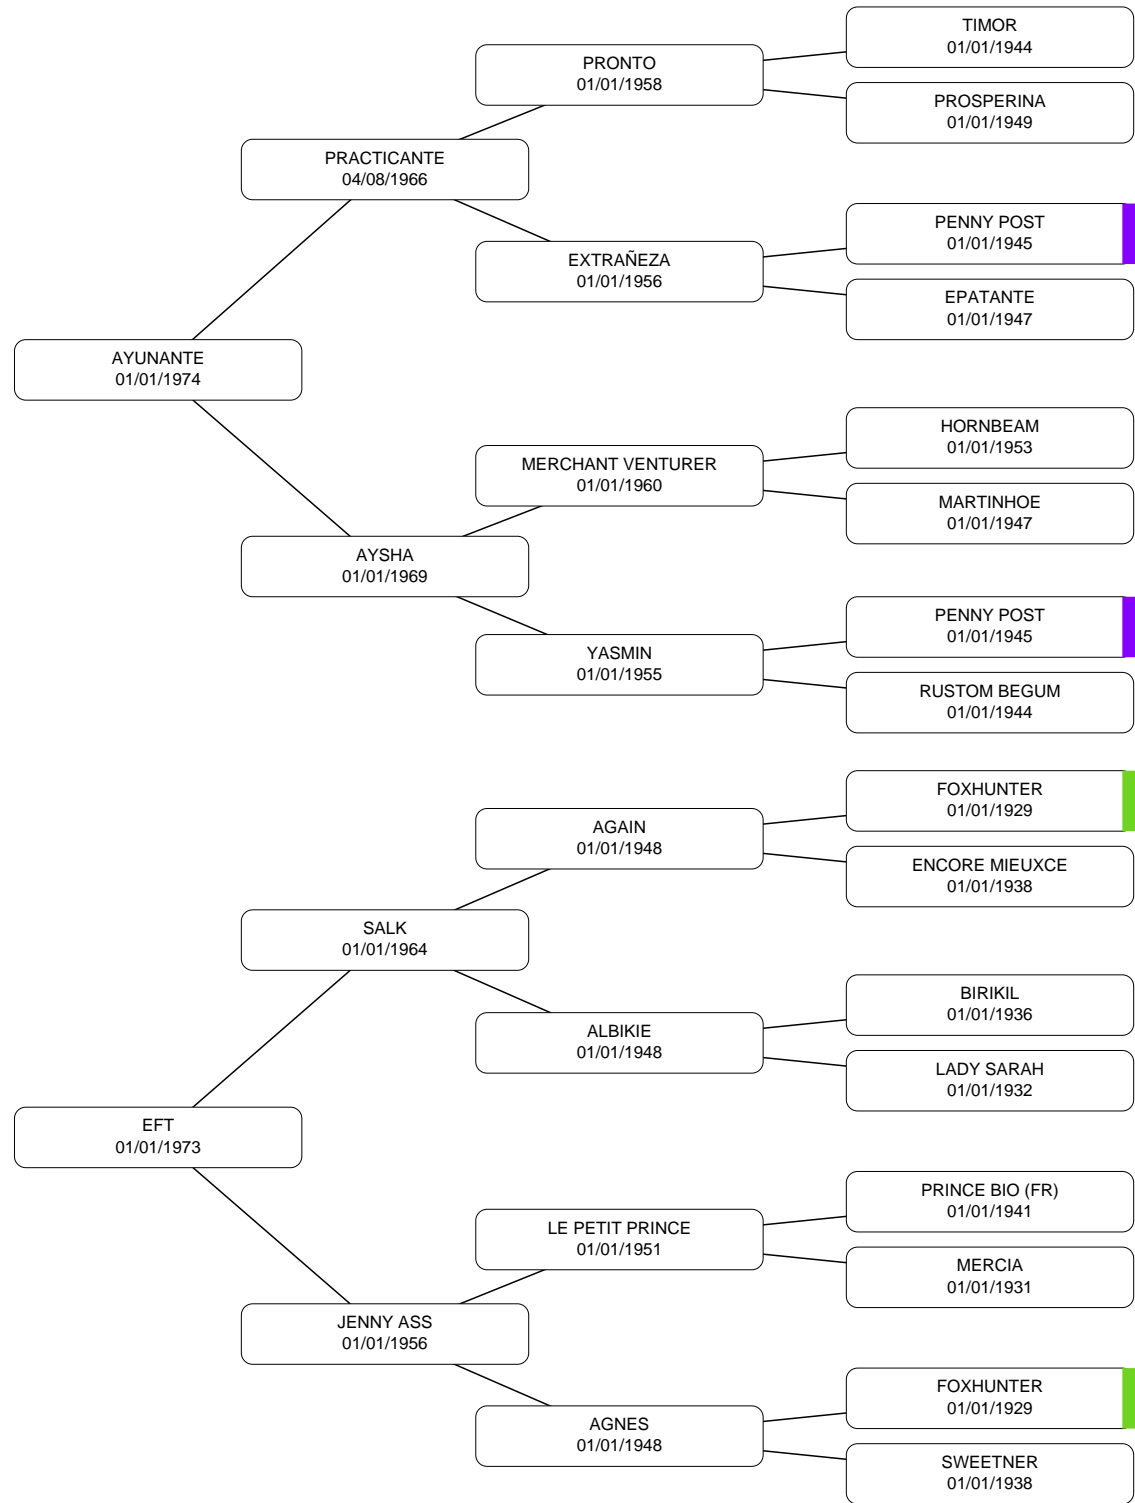 TIMOR
01/01/1944
PRONTO
01/01/1958
PROSPERINA
01/01/1949
PRACTICANTE
04/08/1966
PENNY POST
01/01/1945
EXTRAÑEZA
01/01/1956
EPATANTE
01/01/1947
AYUNANTE
01/01/1974
HORNBEAM
01/01/1953
MERCHANT VENTURER
01/01/1960
MARTINHOE
01/01/1947
AYSHA
01/01/1969
PENNY POST
01/01/1945
YASMIN
01/01/1955
RUSTOM BEGUM
01/01/1944
FOXHUNTER
01/01/1929
AGAIN
01/01/1948
ENCORE MIEUXCE
01/01/1938
SALK
01/01/1964
BIRIKIL
01/01/1936
ALBIKIE
01/01/1948
LADY SARAH
01/01/1932
EFT
01/01/1973
PRINCE BIO (FR)
01/01/1941
LE PETIT PRINCE
01/01/1951
MERCIA
01/01/1931
JENNY ASS
01/01/1956
FOXHUNTER
01/01/1929
AGNES
01/01/1948
SWEETNER
01/01/1938